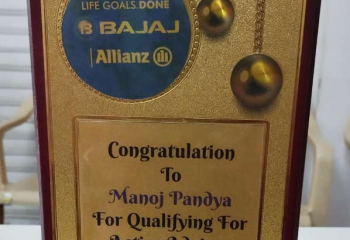 LIFE GOALS. DONE
B BAJAJ
Allianz
Congratulation
To
Manoj Pandya
For Qualifying For